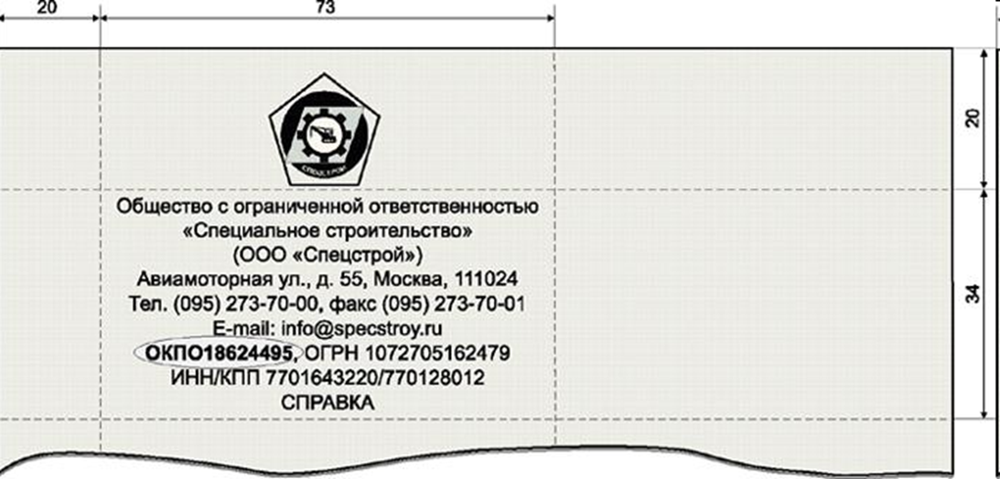 20 73
СПЕЦСТРОЙ
20
Общество с ограниченной ответственностью
«Специальное строительство»
(ООО «Спецстрой»)
Авиамоторная ул., д. 55, Москва, 111024
Тел. (095) 273-70-00, факс (095) 273-70-01
E-mail: info@specstroy.ru
34
ОКПО18624495, ОГРН 1072705162479
ИНН/КПП 7701643220/770128012
СПРАВКА